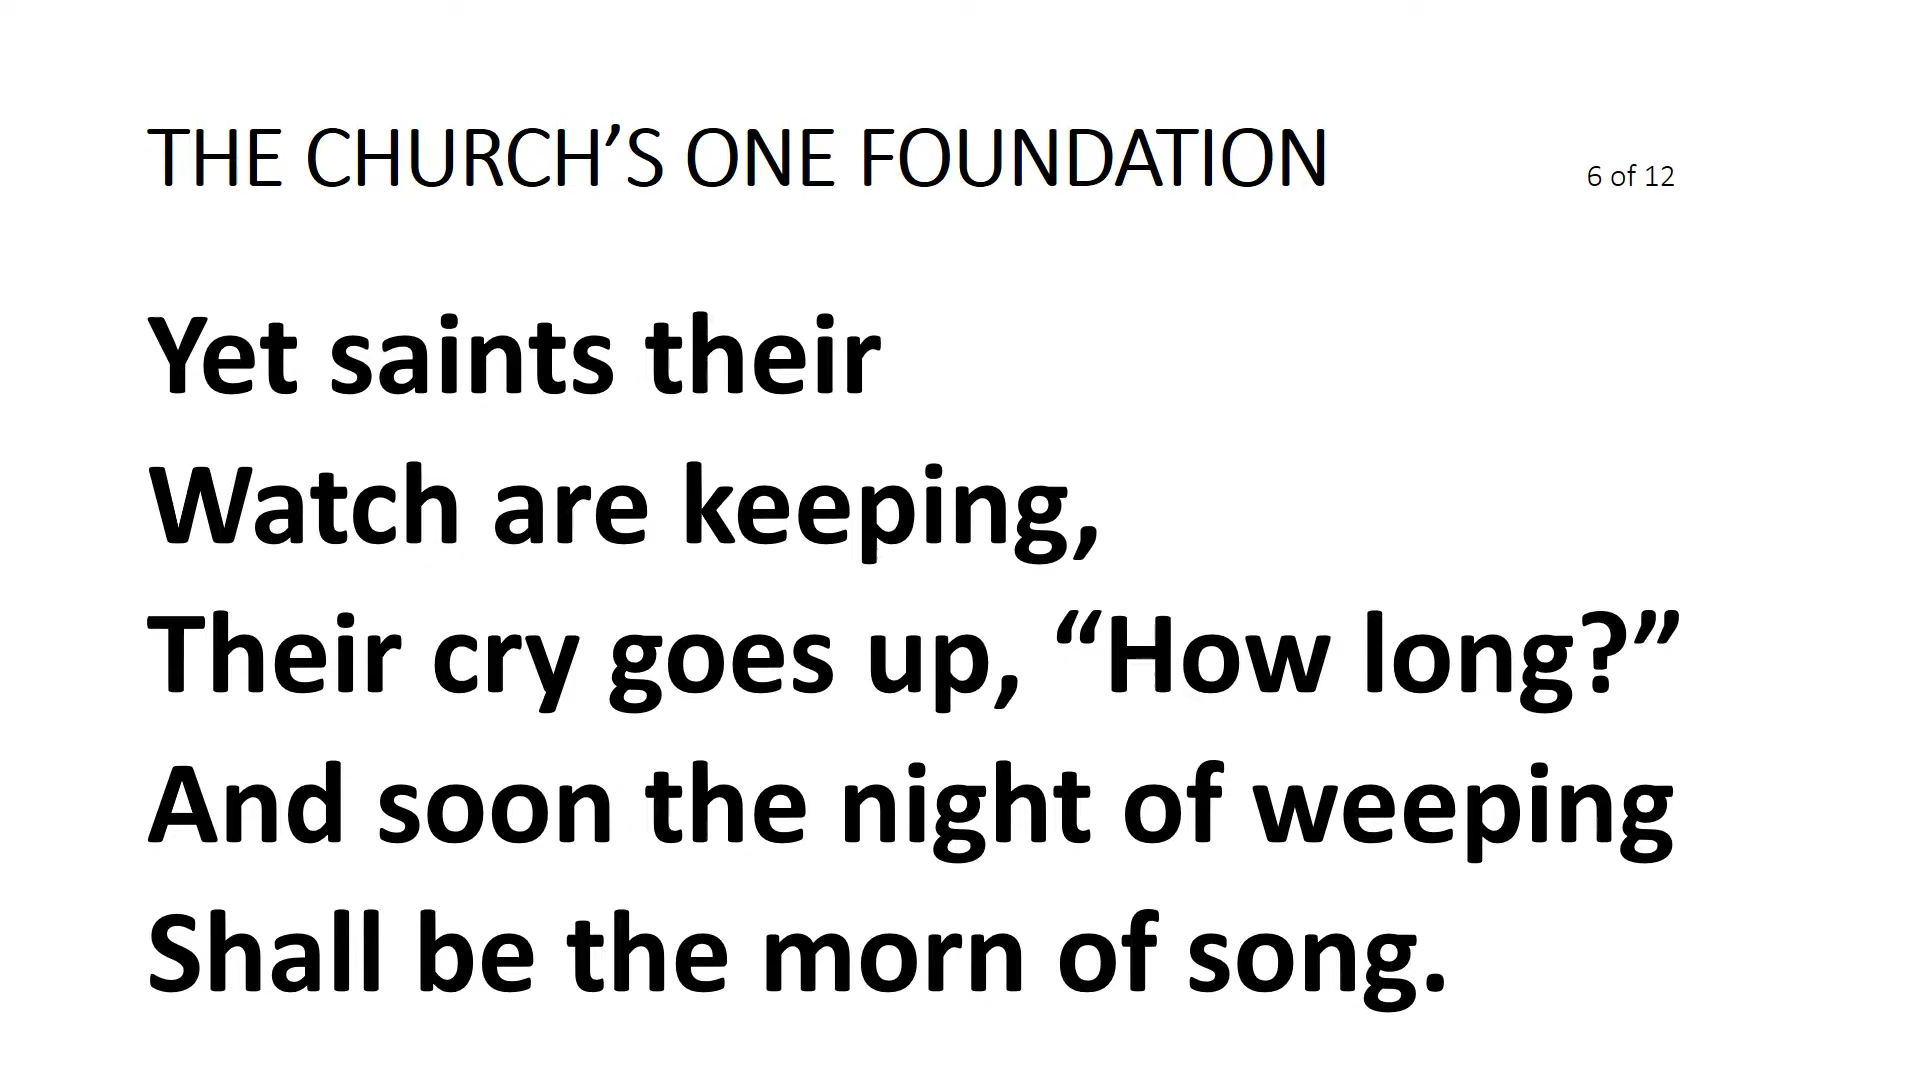 THE CHURCH’S ONE FOUNDATION 6 of 12
Yet saints their
Watch are keeping,
Their cry goes up, “How long?”
And soon the night of weeping
Shall be the morn of song.